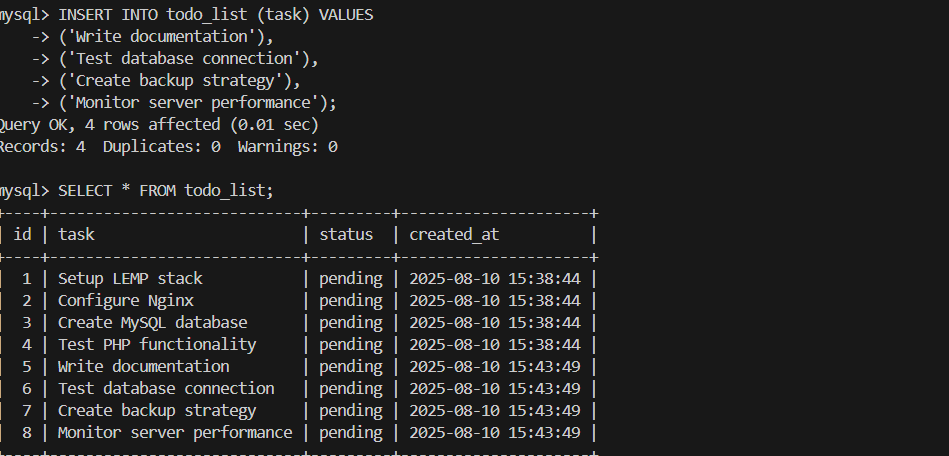 mysql> INSERT INTO todo_list (task) VALUES
    -> ('Write documentation'),
    -> ('Test database connection'),
    -> ('Create backup strategy'),
    -> ('Monitor server performance');
Query OK, 4 rows affected (0.01 sec)
Records: 4  Duplicates: 0  Warnings: 0

mysql> SELECT * FROM todo_list;
+----+----------------------------+---------+---------------------+
| id | task                       | status  | created_at          |
+----+----------------------------+---------+---------------------+
|  1 | Setup LEMP stack           | pending | 2025-08-10 15:38:44 |
|  2 | Configure Nginx            | pending | 2025-08-10 15:38:44 |
|  3 | Create MySQL database      | pending | 2025-08-10 15:38:44 |
|  4 | Test PHP functionality     | pending | 2025-08-10 15:38:44 |
|  5 | Write documentation        | pending | 2025-08-10 15:43:49 |
|  6 | Test database connection   | pending | 2025-08-10 15:43:49 |
|  7 | Create backup strategy     | pending | 2025-08-10 15:43:49 |
|  8 | Monitor server performance | pending | 2025-08-10 15:43:49 |
+----+----------------------------+---------+---------------------+